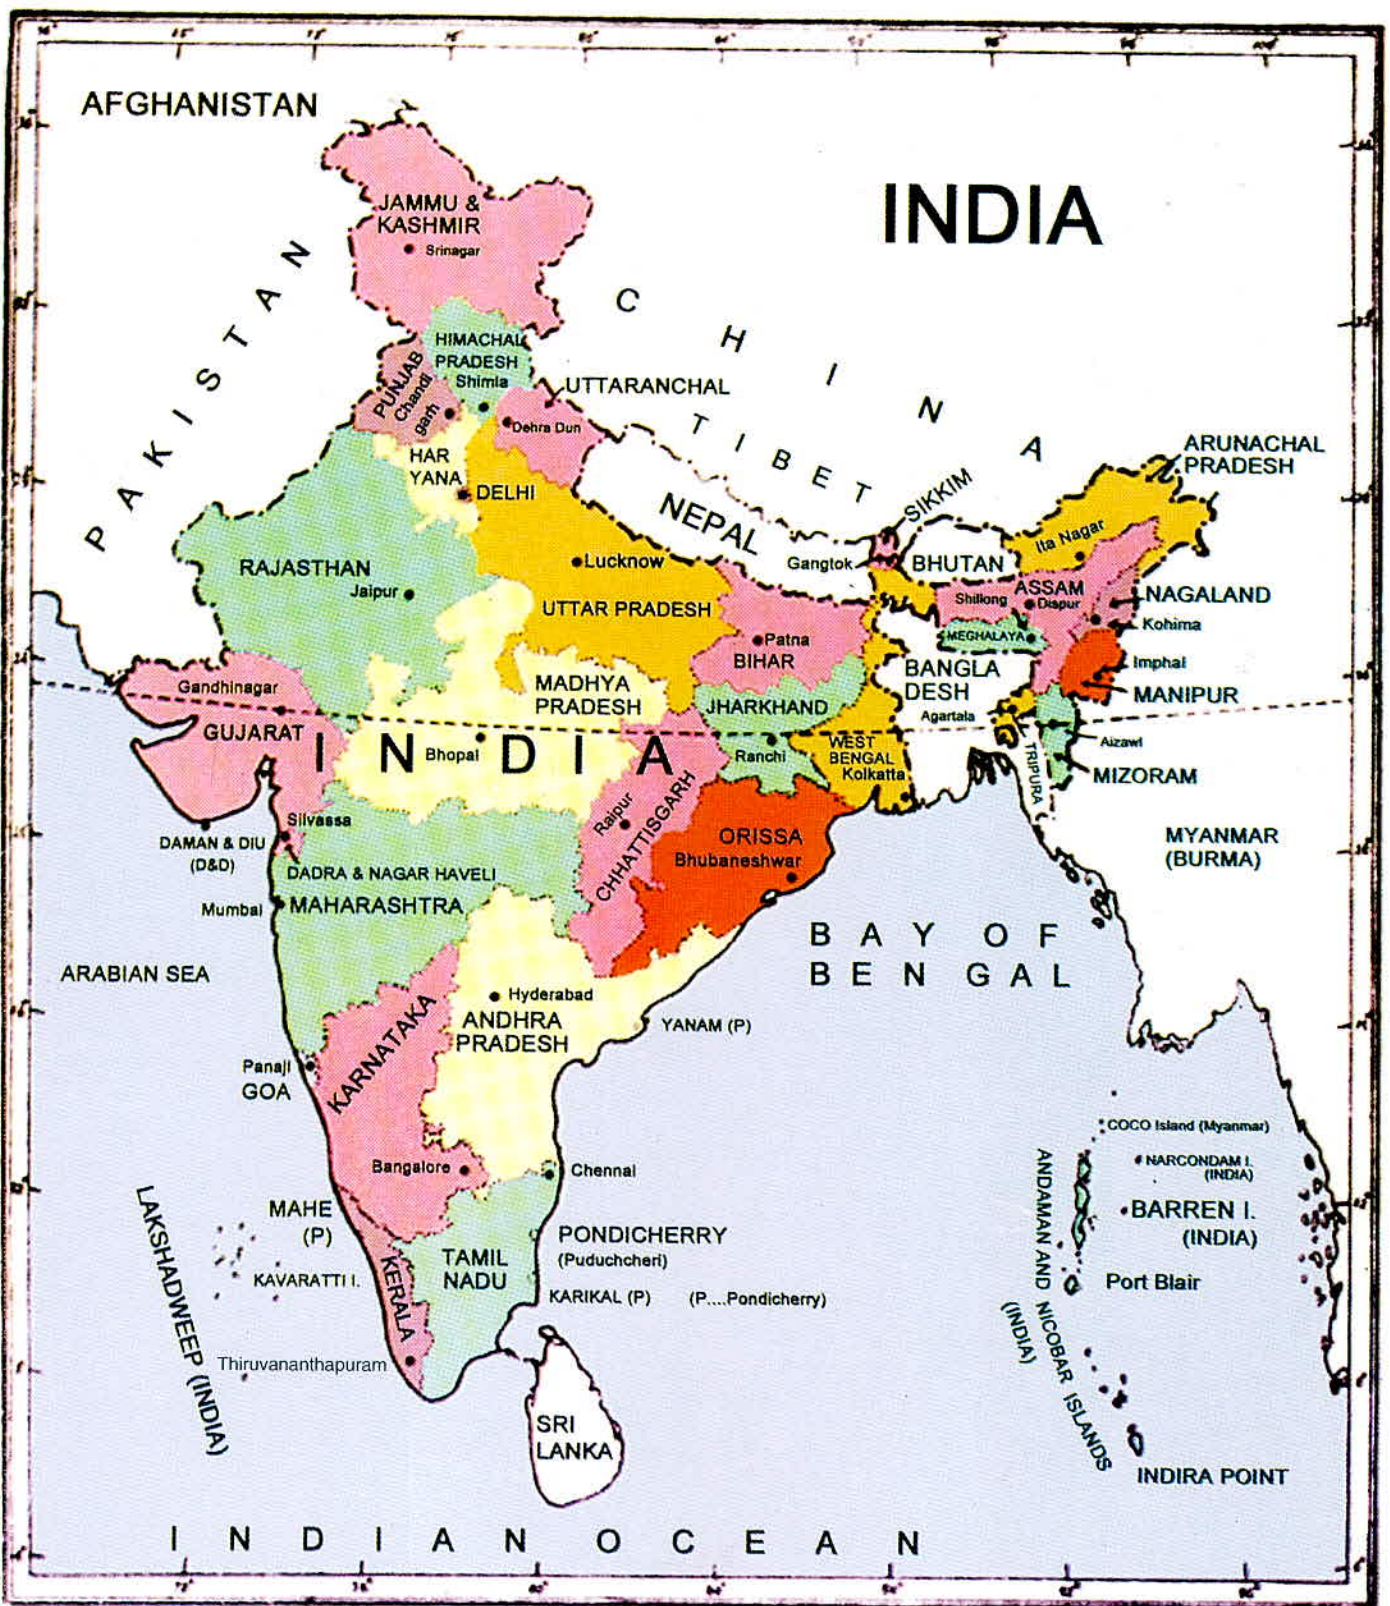 AFGHANISTAN
INDIA
JAMMU &
KASHMIR
Srinagar
PAKISTAN
CHINA
TIBET
HIMACHAL
PRADESH
Shimla
PUNJAB
Chandi
garh
UTTARANCHAL
Dehra Dun
HAR
YANA
DELHI
ARUNACHAL
PRADESH
SIKKIM
NEPAL
Ita Nagar
Gangtok
BHUTAN
RAJASTHAN
Jaipur
Lucknow
UTTAR PRADESH
ASSAM
Shillong
Dispur
NAGALAND
Kohima
MEGHALAYA
Patna
BIHAR
Imphal
MANIPUR
BANGLA
DESH
Agartala
Gandhinagar
GUJARAT
MADHYA
PRADESH
JHARKHAND
INDIA
Bhopal
Ranchi
WEST
BENGAL
Kolkatta
Aizawl
TRIPURA
MIZORAM
Raipur
CHHATTISGARH
Silvassa
DAMAN & DIU
(D&D)
DADRA & NAGAR HAVELI
ORISSA
Bhubaneshwar
MYANMAR
(BURMA)
Mumbai
MAHARASHTRA
BAY OF
BENGAL
ARABIAN SEA
Hyderabad
ANDHRA
PRADESH
YANAM (P)
KARNATAKA
Panaji
GOA
COCO Island (Myanmar)
NARCONDAM I.
(INDIA)
BARREN I.
(INDIA)
Bangalore
Chennal
MAHE
(P)
LAKSHADWEEP (INDIA)
KAVARATTI I.
KERALA
TAMIL
NADU
PONDICHERRY
(Puduchcheri)
KARIKAL (P)
(P....Pondicherry)
Port Blair
ANDAMAN AND NICOBAR ISLANDS
(INDIA)
Thiruvananthapuram
SRI
LANKA
INDIRA POINT
INDIAN OCEAN